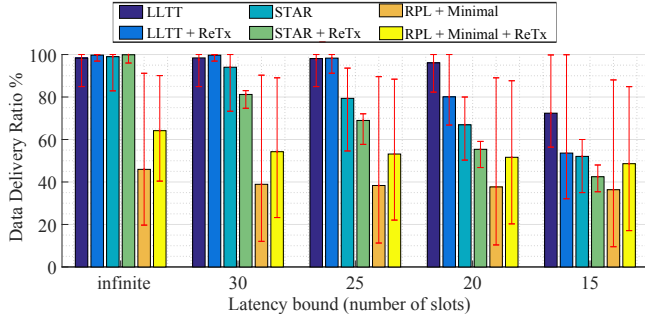 LLTT STAR RPL + Minimal
LLTT + ReTx STAR + ReTx RPL + Minimal + ReTx
Data Delivery Ratio %
100
80
60
40
20
0
infinite 30 25 20 15
Latency bound (number of slots)